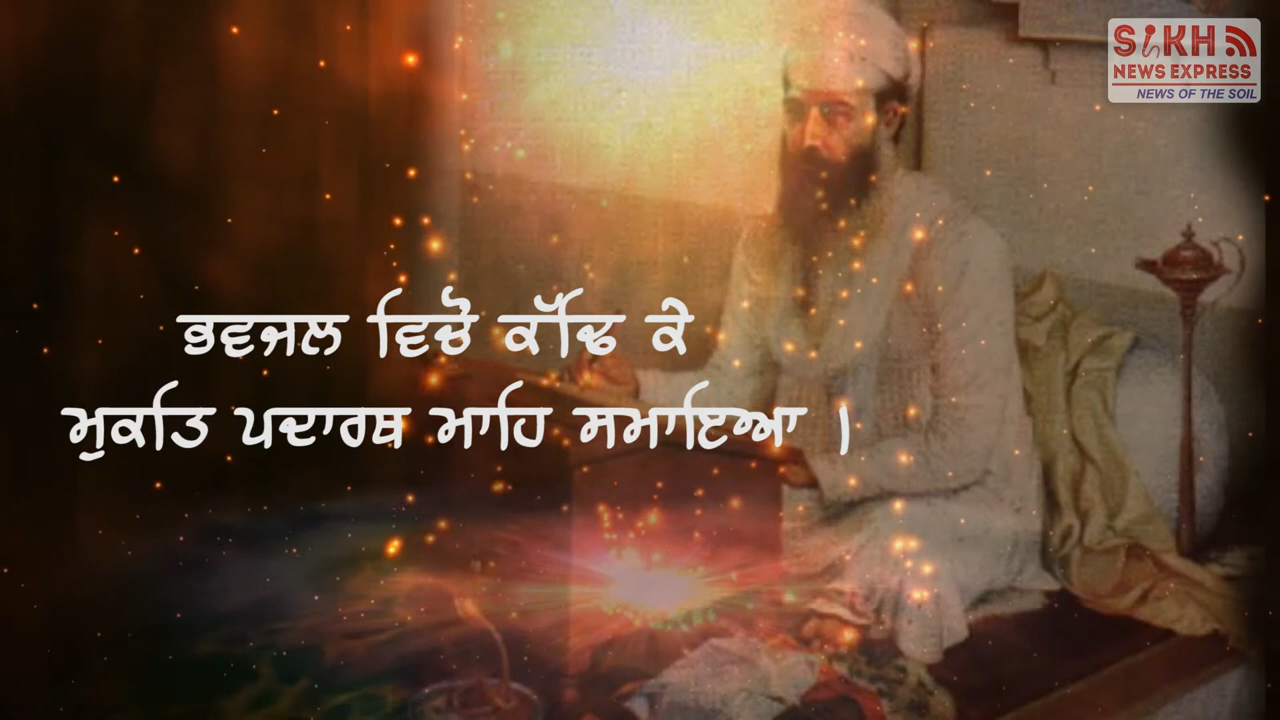 SIKH
NEWS EXPRESS
NEWS OF THE SOIL
ਭਵਜਲ ਵਿਚੋ ਕੱਢਿ ਕੇ
ਮੁਕਤਿ ਪਦਾਰਥ ਮਾਹਿ ਸਮਾਇਆ ।